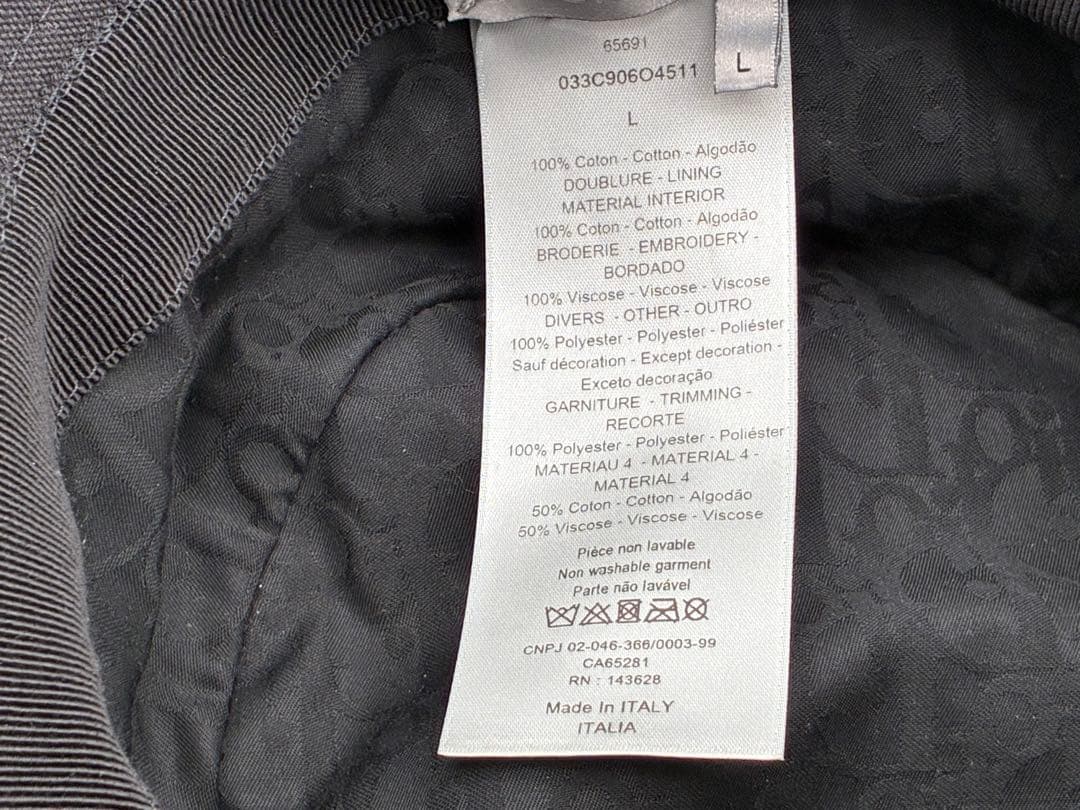 65691
033C906O4511
L
L
100% Coton - Cotton - Algodão
DOUBLURE - LINING
MATERIAL INTERIOR
100% Coton - Cotton - Algodão
BRODERIE - EMBROIDERY -
BORDADO
100% Viscose - Viscose - Viscose
DIVERS - OTHER - OUTRO
100% Polyester - Polyester - Poliéster
Sauf décoration - Except decoration -
Exceto decoração
GARNITURE - TRIMMING -
RECORTE
100% Polyester - Polyester - Poliéster
MATERIAU 4 - MATERIAL 4 -
MATERIAL 4
50% Coton - Cotton - Algodão
50% Viscose - Viscose - Viscose
Pièce non lavable
Non washable garment
Parte não lavável
CNPJ 02-046-366/0003-99
CA65281
RN : 143628
Made In ITALY
ITALIA